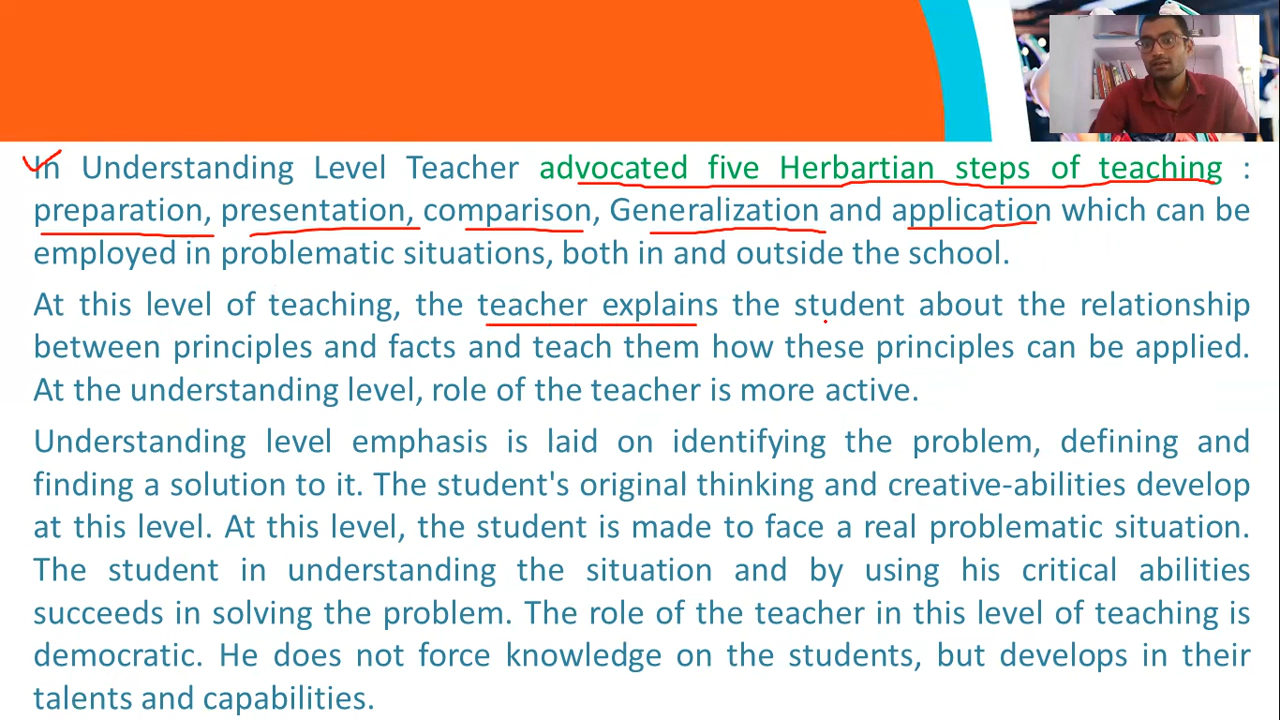 In Understanding Level Teacher advocated five Herbartian steps of teaching :
preparation, presentation, comparison, Generalization and application which can be
employed in problematic situations, both in and outside the school.
At this level of teaching, the teacher explains the student about the relationship
between principles and facts and teach them how these principles can be applied.
At the understanding level, role of the teacher is more active.
Understanding level emphasis is laid on identifying the problem, defining and
finding a solution to it. The student's original thinking and creative-abilities develop
at this level. At this level, the student is made to face a real problematic situation.
The student in understanding the situation and by using his critical abilities
succeeds in solving the problem. The role of the teacher in this level of teaching is
democratic. He does not force knowledge on the students, but develops in their
talents and capabilities.